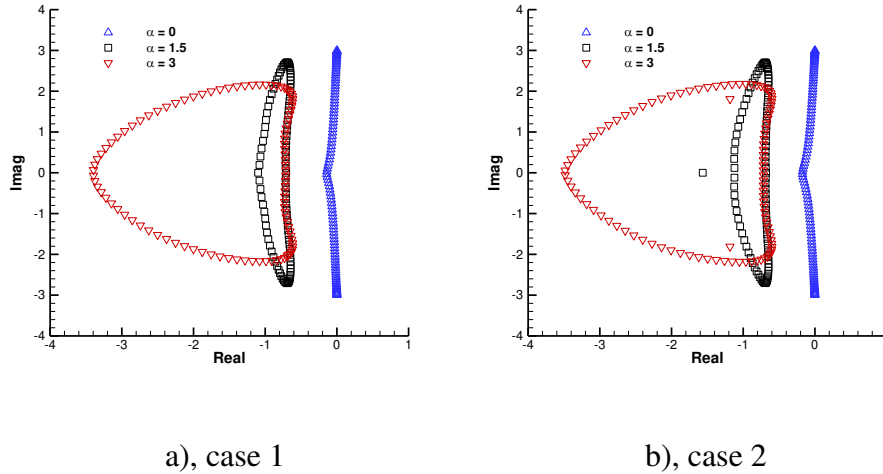 4
3
2
1
0
-1
-2
-3
-4
Imag
-4 -3 -2 -1 0 1
Real
α = 0
α = 1.5
α = 3
a), case 1
4
3
2
1
0
-1
-2
-3
-4
Imag
-4 -3 -2 -1 0
Real
α = 0
α = 1.5
α = 3
b), case 2